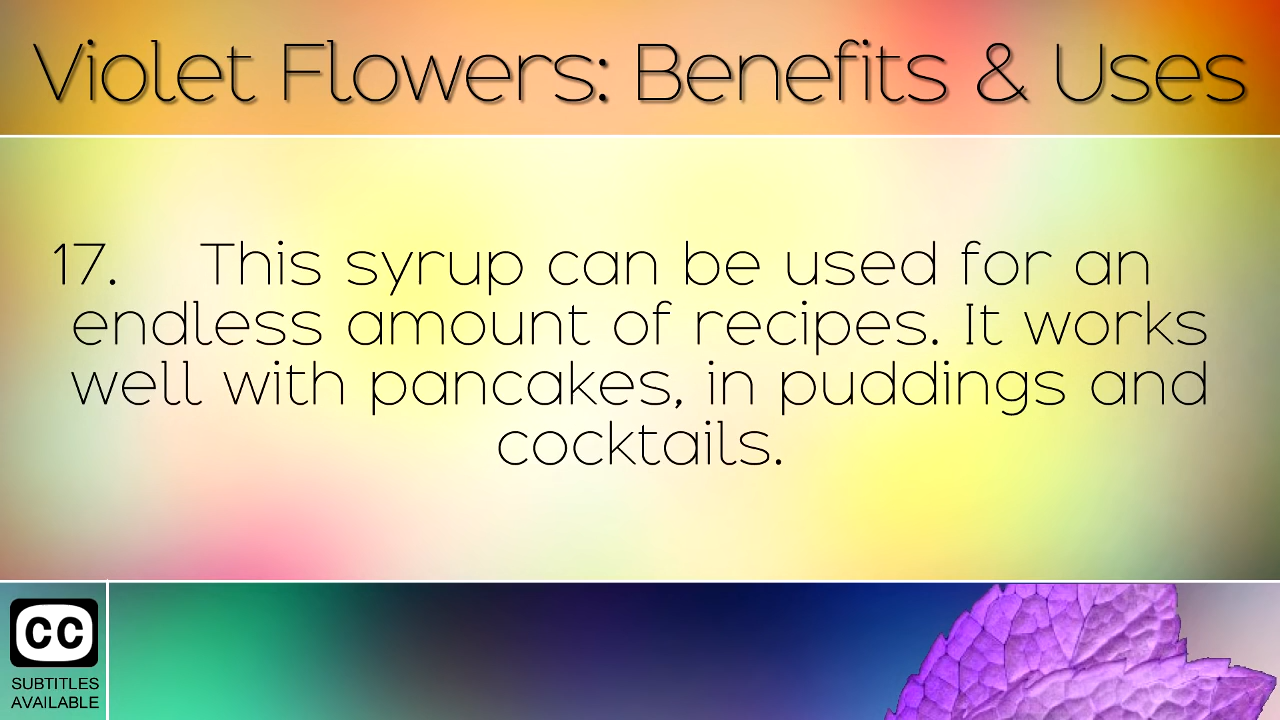 Violet Flowers: Benefits & Uses
17. This syrup can be used for an
endless amount of recipes. It works
well with pancakes, in puddings and
cocktails.
CC
SUBTITLES
AVAILABLE